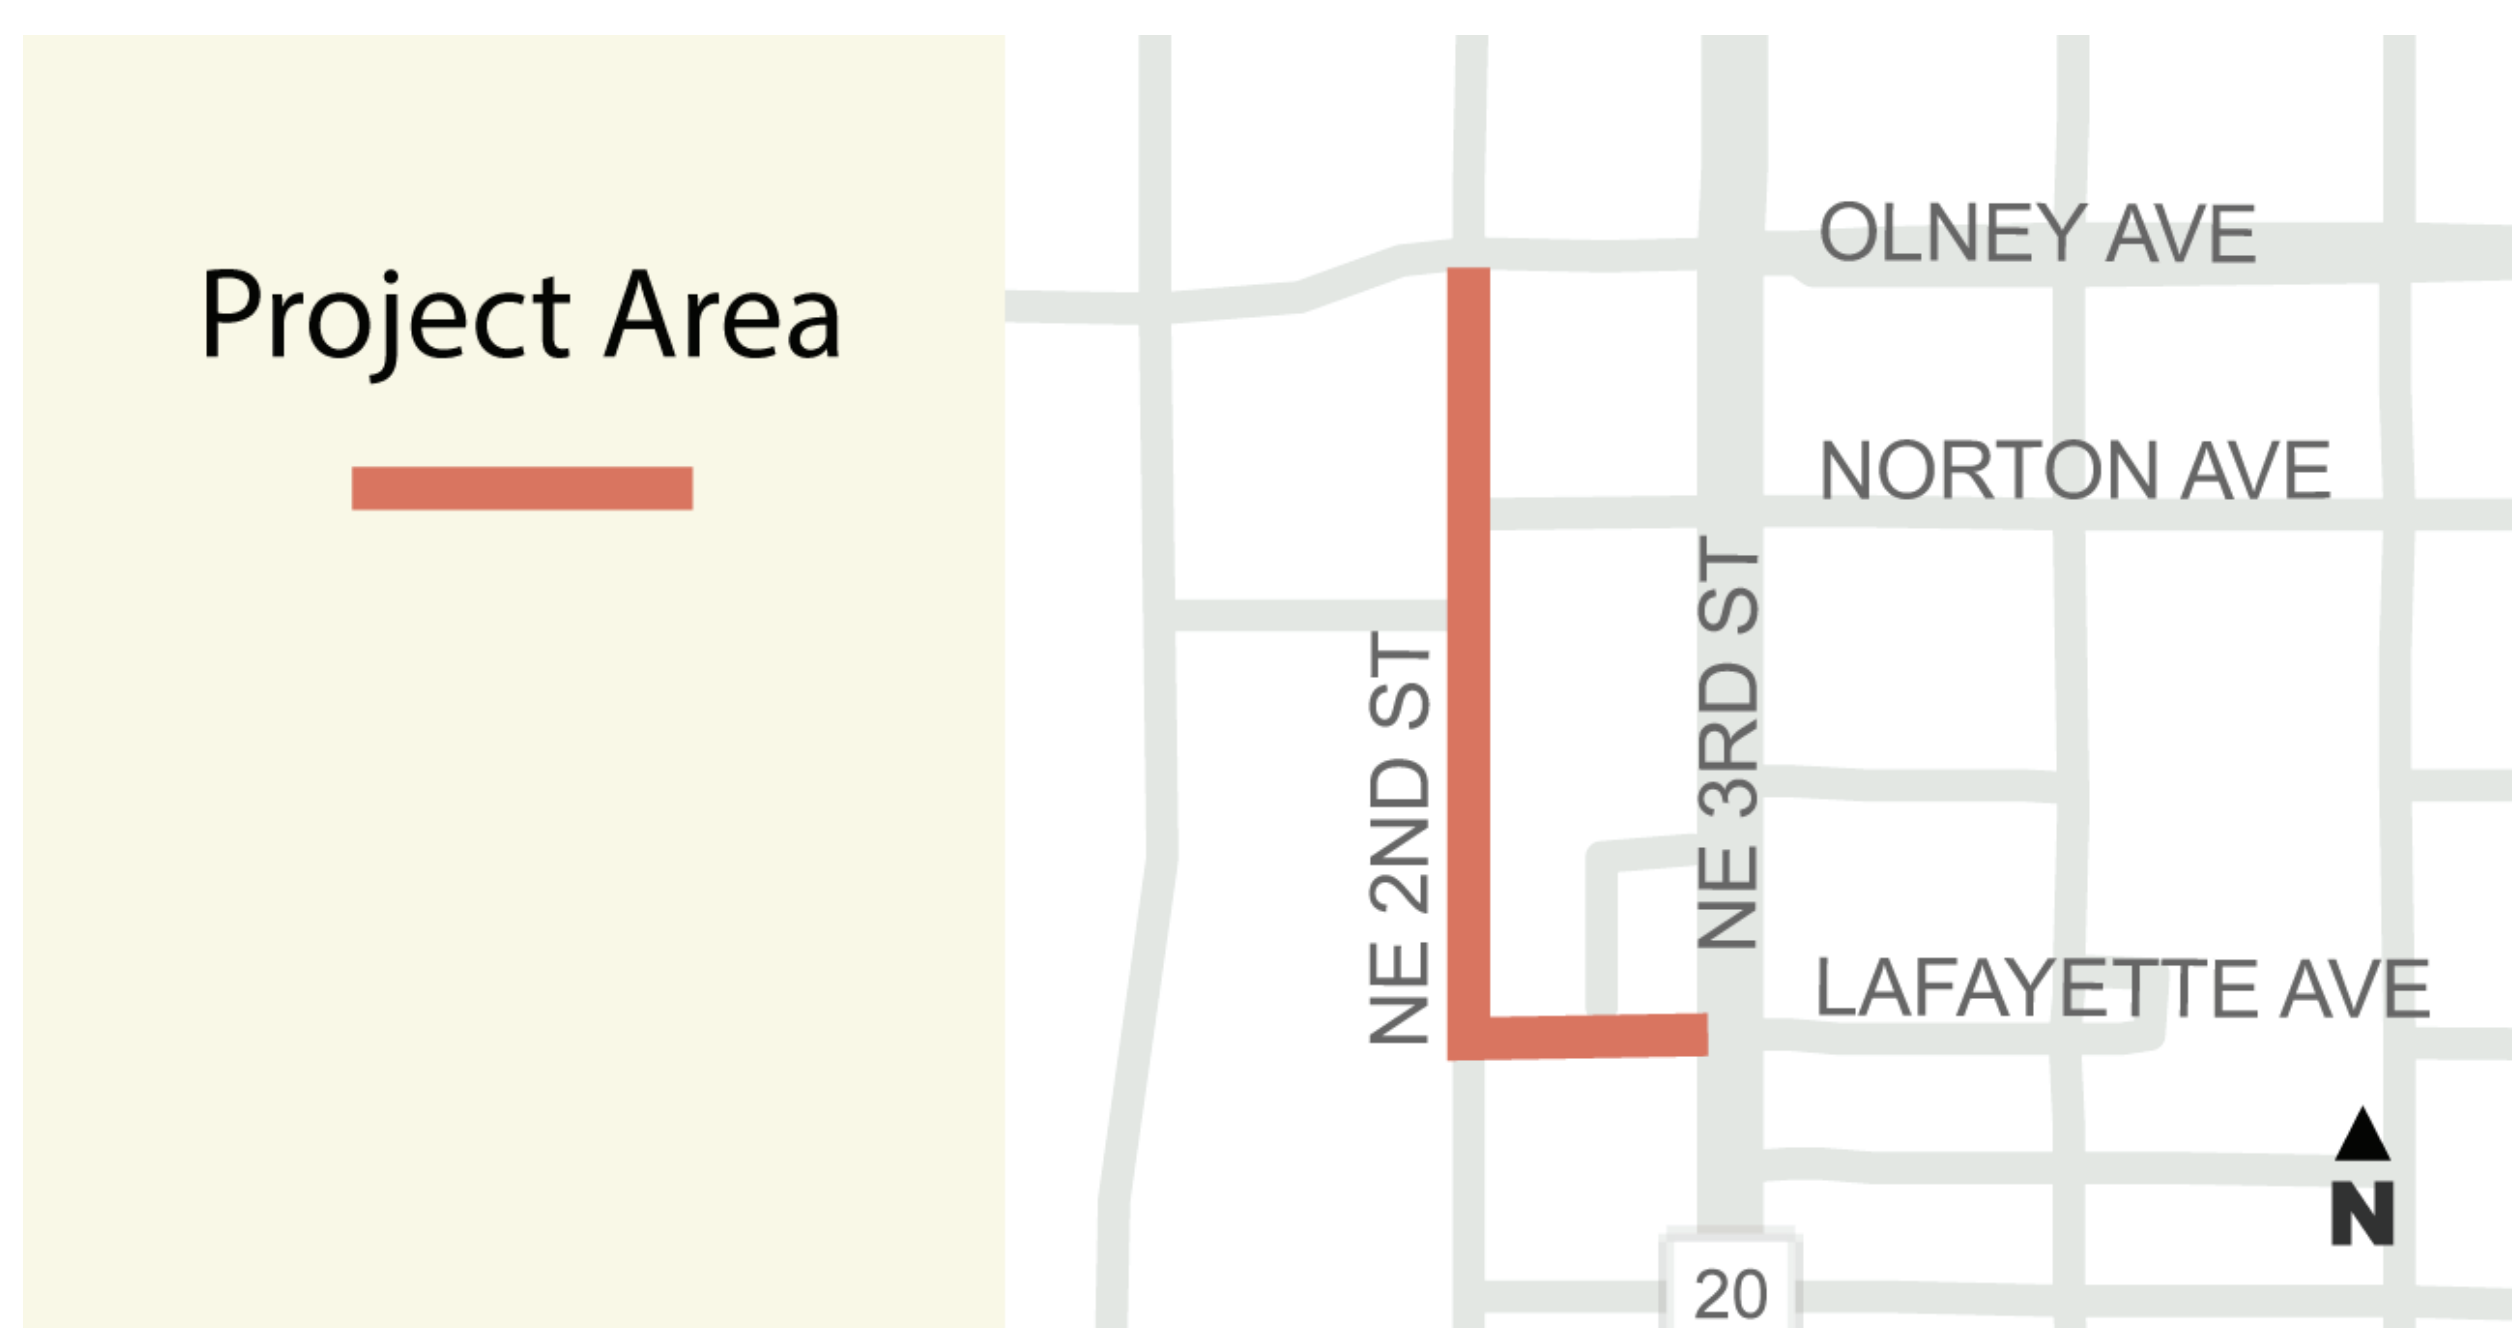 Project Area
OLNEY AVE
NORTON AVE
NE 3RD ST
NE 2ND ST
LAFAYETTE AVE
N
20